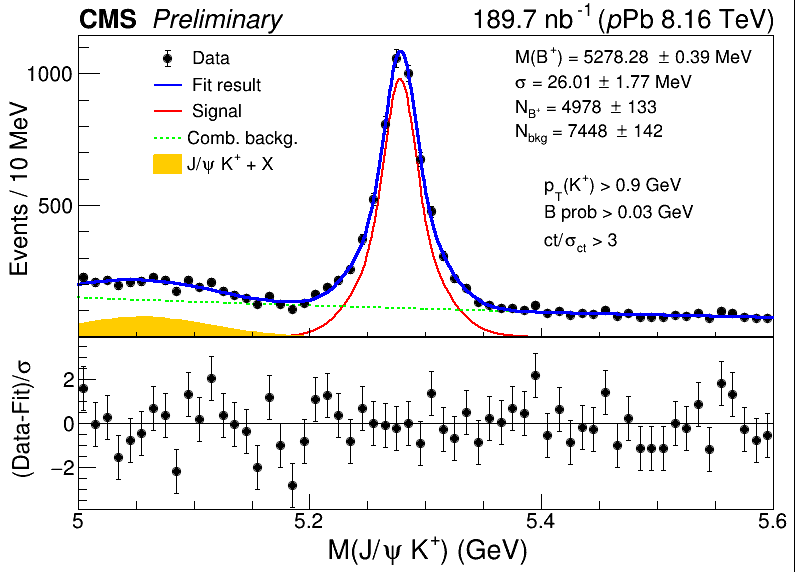 CMS Preliminary 189.7 nb⁻¹ (pPb 8.16 TeV)
Data
Fit result
Signal
Comb. backg.
J/ψ K⁺ + X
M(B⁺) = 5278.28 ± 0.39 MeV
σ = 26.01 ± 1.77 MeV
N_B⁺ = 4978 ± 133
N_bkg = 7448 ± 142
p_T(K⁺) > 0.9 GeV
B prob > 0.03 GeV
ct/σ_ct > 3
Events / 10 MeV
1000
500
(Data-Fit)/σ
2
0
−2
5 5.2 5.4 5.6
M(J/ψ K⁺) (GeV)